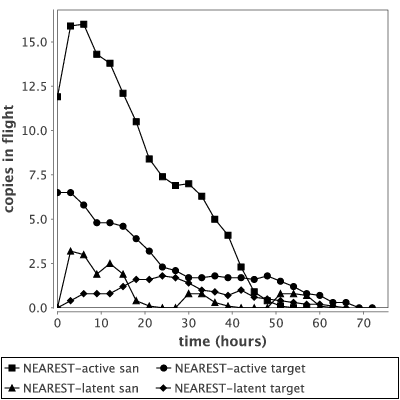 15.0
12.5
10.0
7.5
5.0
2.5
0.0
copies in flight
0 10 20 30 40 50 60 70
time (hours)
NEAREST-active san NEAREST-active target
NEAREST-latent san NEAREST-latent target